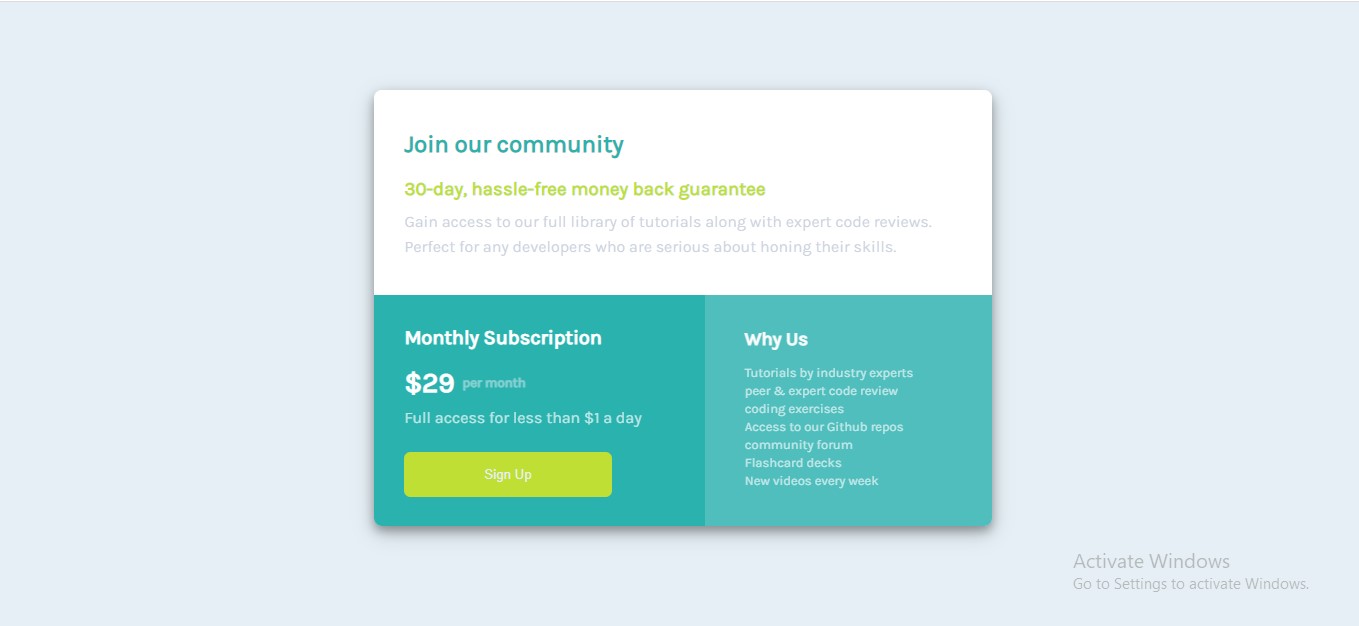 Join our community
30-day, hassle-free money back guarantee
Gain access to our full library of tutorials along with expert code reviews.
Perfect for any developers who are serious about honing their skills.
Monthly Subscription
$29 per month
Full access for less than $1 a day
Sign Up
Why Us
Tutorials by industry experts
peer & expert code review
coding exercises
Access to our Github repos
community forum
Flashcard decks
New videos every week
Activate Windows
Go to Settings to activate Windows.